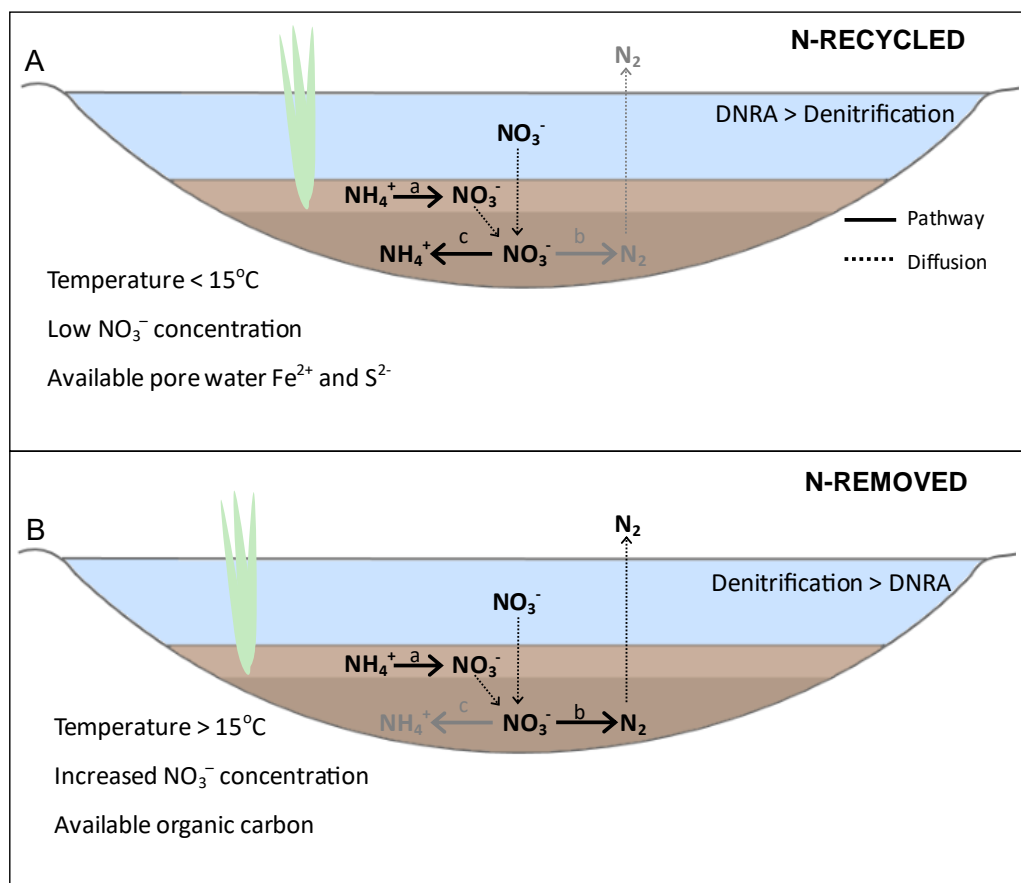 A
N-RECYCLED
N₂
DNRA > Denitrification
NO₃⁻
NH₄⁺ a NO₃⁻
NH₄⁺ c NO₃⁻ b N₂
Pathway
Diffusion
Temperature < 15°C
Low NO₃⁻ concentration
Available pore water Fe²⁺ and S²⁻
B
N-REMOVED
N₂
Denitrification > DNRA
NO₃⁻
NH₄⁺ a NO₃⁻
NH₄⁺ c NO₃⁻ b N₂
Temperature > 15°C
Increased NO₃⁻ concentration
Available organic carbon